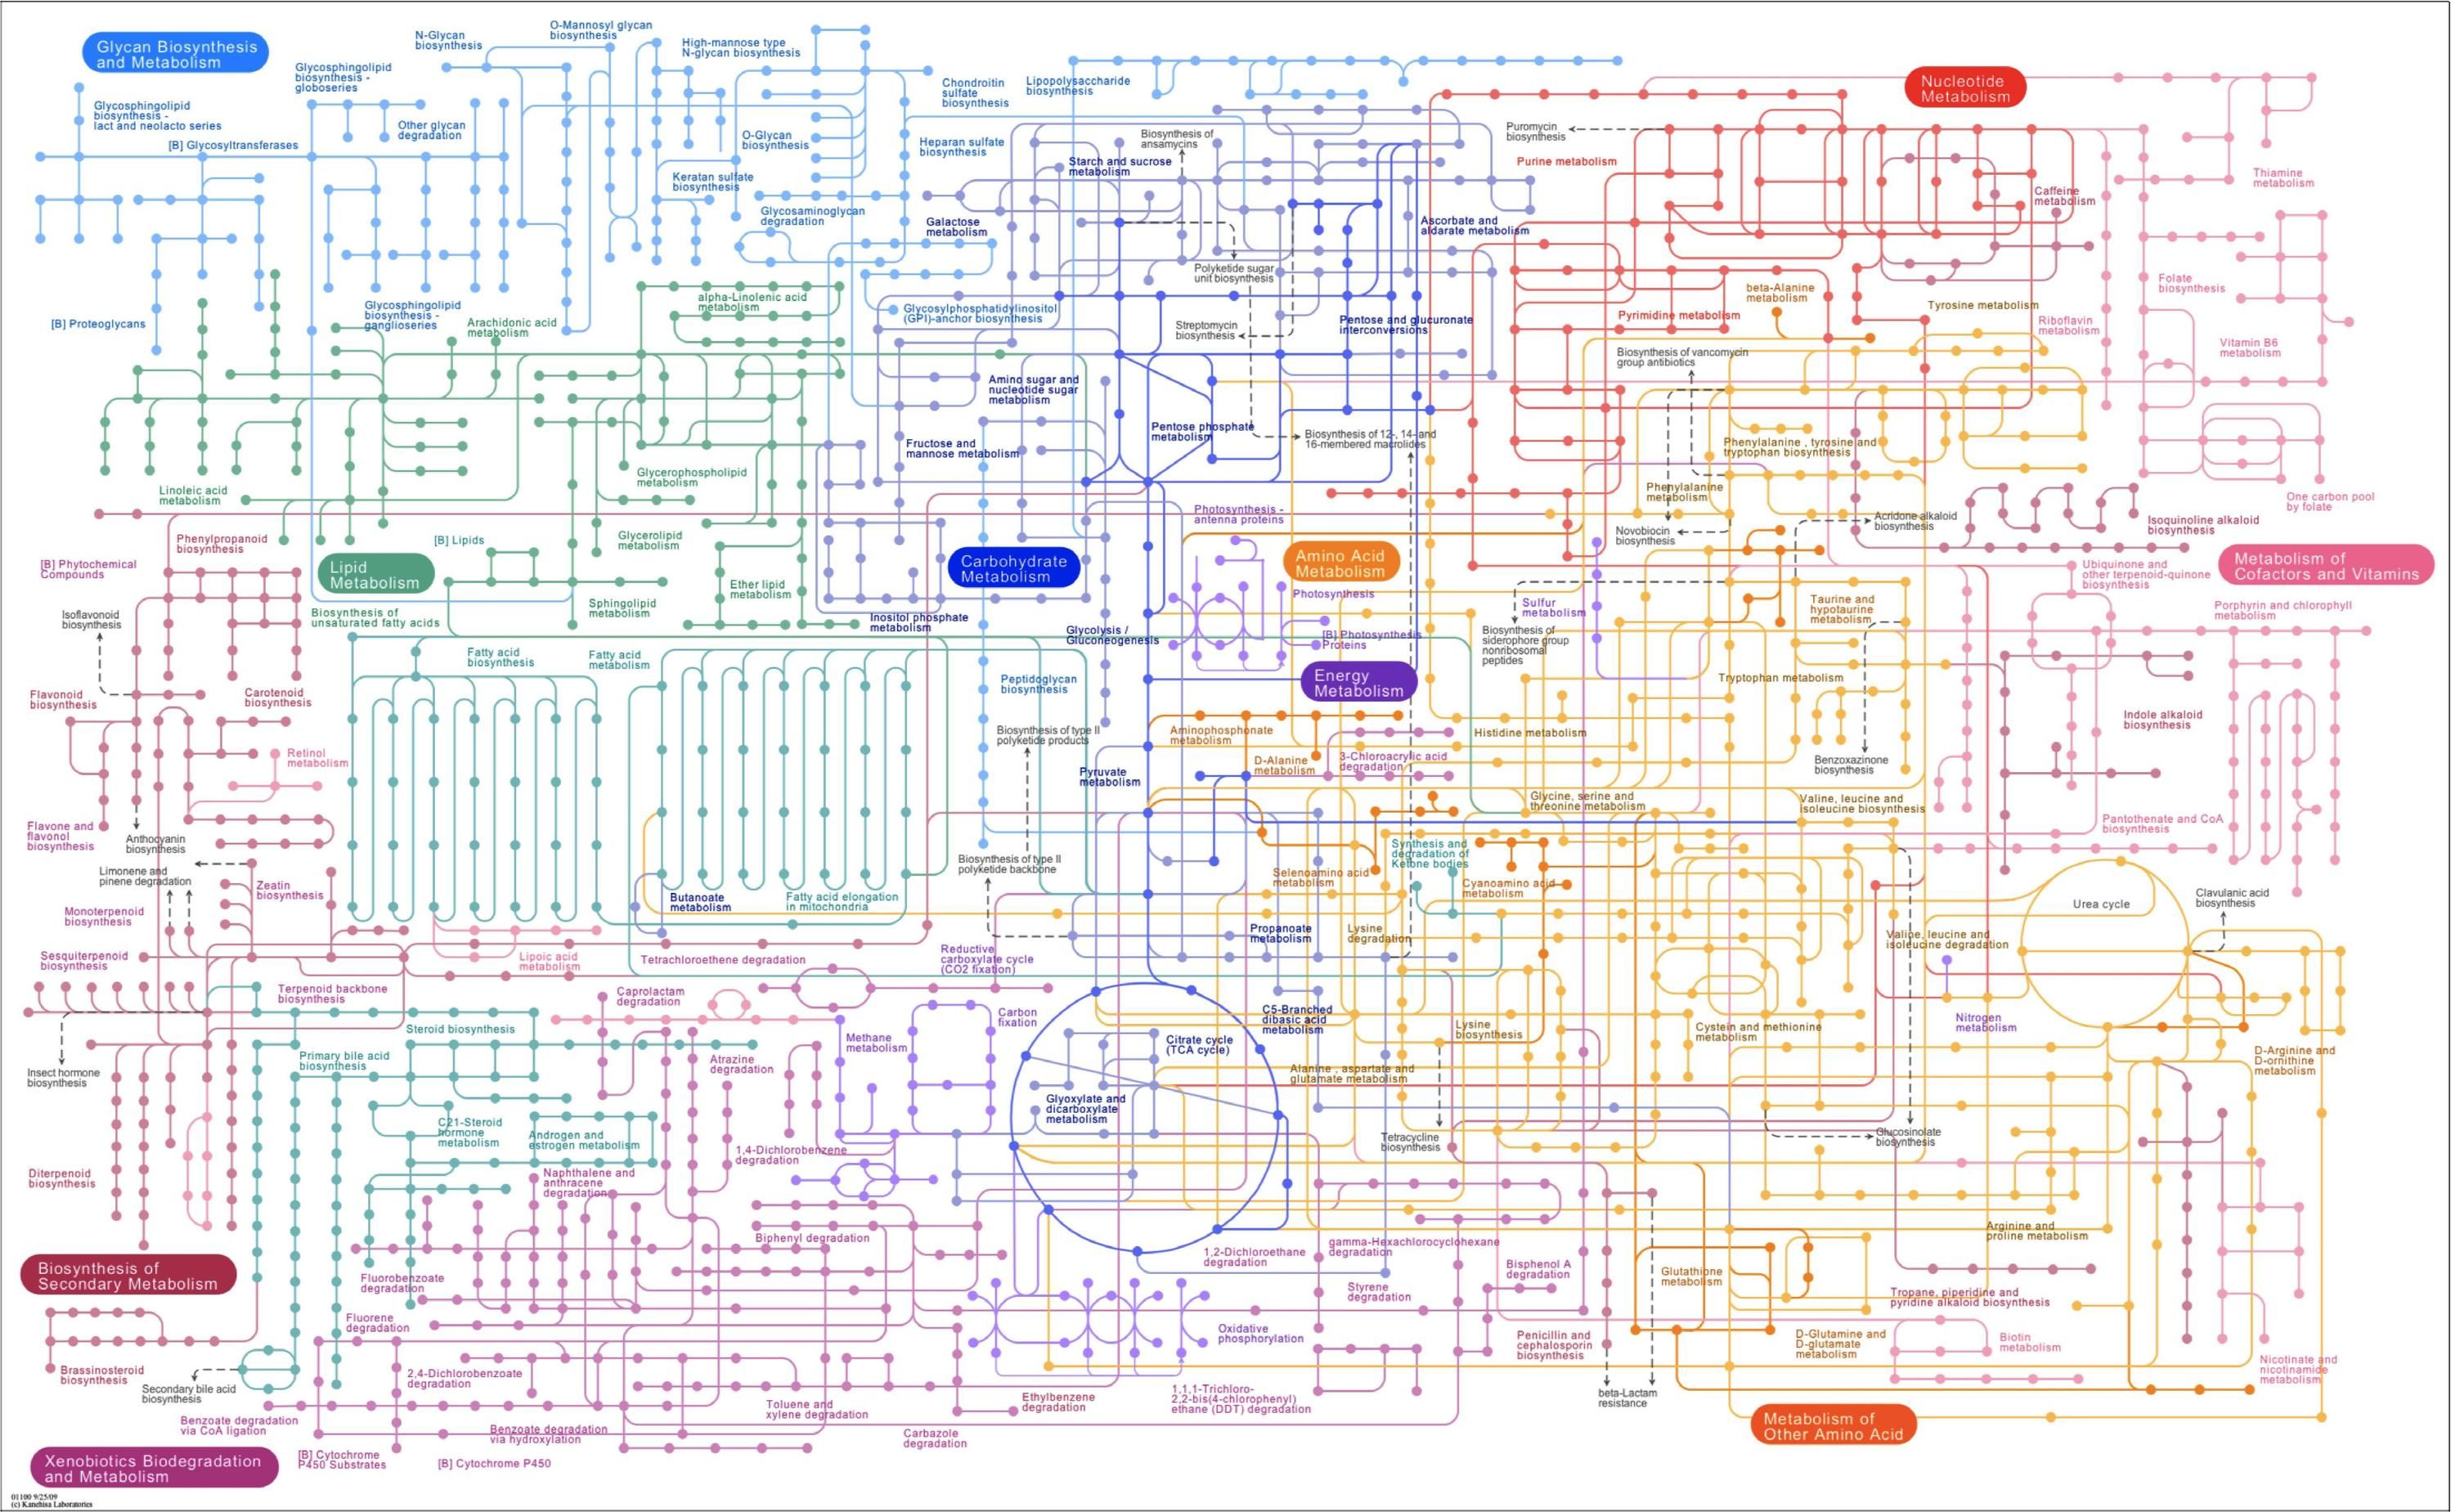 Glycan Biosynthesis
and Metabolism
N-Glycan
biosynthesis
O-Mannosyl glycan
biosynthesis
High-mannose type
N-glycan biosynthesis
Glycosphingolipid
biosynthesis -
globoseries
Chondroitin
sulfate
biosynthesis
Lipopolysaccharide
biosynthesis
Nucleotide
Metabolism
Glycosphingolipid
biosynthesis -
lact and neolacto series
Other glycan
degradation
[B] Glycosyltransferases
O-Glycan
biosynthesis
Heparan sulfate
biosynthesis
Biosynthesis of
ansamycins
Puromycin
biosynthesis
Starch and sucrose
metabolism
Purine metabolism
Keratan sulfate
biosynthesis
Thiamine
metabolism
Caffeine
metabolism
Glycosaminoglycan
degradation
Galactose
metabolism
Ascorbate and
aldarate metabolism
Polyketide sugar
unit biosynthesis
Folate
biosynthesis
alpha-Linolenic acid
metabolism
beta-Alanine
metabolism
Tyrosine metabolism
Glycosphingolipid
biosynthesis -
ganglioseries
Glycosylphosphatidylinositol
(GPI)-anchor biosynthesis
[B] Proteoglycans
Arachidonic acid
metabolism
Streptomycin
biosynthesis
Pentose and glucuronate
interconversions
Pyrimidine metabolism
Riboflavin
metabolism
Vitamin B6
metabolism
Biosynthesis of vancomycin
group antibiotics
Amino sugar and
nucleotide sugar
metabolism
Pentose phosphate
metabolism
Biosynthesis of 12-, 14- and
16-membered macrolides
Fructose and
mannose metabolism
Phenylalanine , tyrosine and
tryptophan biosynthesis
Glycerophospholipid
metabolism
Linoleic acid
metabolism
Phenylalanine
metabolism
One carbon pool
by folate
Photosynthesis -
antenna proteins
Acridone alkaloid
biosynthesis
Isoquinoline alkaloid
biosynthesis
Novobiocin
biosynthesis
Phenylpropanoid
biosynthesis
[B] Lipids
Glycerolipid
metabolism
[B] Phytochemical
Compounds
Lipid
Metabolism
Carbohydrate
Metabolism
Amino Acid
Metabolism
Ubiquinone and
other terpenoid-quinone
biosynthesis
Metabolism of
Cofactors and Vitamins
Ether lipid
metabolism
Photosynthesis
Sulfur
metabolism
Taurine and
hypotaurine
metabolism
Porphyrin and chlorophyll
metabolism
Isoflavonoid
biosynthesis
Biosynthesis of
unsaturated fatty acids
Sphingolipid
metabolism
Inositol phosphate
metabolism
Glycolysis /
Gluconeogenesis
[B] Photosynthesis
Proteins
Biosynthesis of
siderophore group
nonribosomal
peptides
Fatty acid
biosynthesis
Fatty acid
metabolism
Peptidoglycan
biosynthesis
Energy
Metabolism
Tryptophan metabolism
Flavonoid
biosynthesis
Carotenoid
biosynthesis
Indole alkaloid
biosynthesis
Biosynthesis of type II
polyketide products
Aminophosphonate
metabolism
Histidine metabolism
Retinol
metabolism
D-Alanine
metabolism
3-Chloroacrylic acid
degradation
Benzoxazinone
biosynthesis
Pyruvate
metabolism
Glycine, serine and
threonine metabolism
Valine, leucine and
isoleucine biosynthesis
Flavone and
flavonol
biosynthesis
Anthocyanin
biosynthesis
Pantothenate and CoA
biosynthesis
Synthesis and
degradation of
Ketone bodies
Limonene and
pinene degradation
Biosynthesis of type II
polyketide backbone
Selenoamino acid
metabolism
Cyanoamino acid
metabolism
Zeatin
biosynthesis
Butanoate
metabolism
Fatty acid elongation
in mitochondria
Clavulanic acid
biosynthesis
Urea cycle
Monoterpenoid
biosynthesis
Propanoate
metabolism
Lysine
degradation
Valine, leucine and
isoleucine degradation
Sesquiterpenoid
biosynthesis
Lipoic acid
metabolism
Tetrachloroethene degradation
Reductive
carboxylate cycle
(CO2 fixation)
Terpenoid backbone
biosynthesis
Caprolactam
degradation
C5-Branched
dibasic acid
metabolism
Carbon
fixation
Steroid biosynthesis
Methane
metabolism
Citrate cycle
(TCA cycle)
Lysine
biosynthesis
Cystein and methionine
metabolism
Nitrogen
metabolism
Primary bile acid
biosynthesis
Atrazine
degradation
D-Arginine and
D-ornithine
metabolism
Insect hormone
biosynthesis
Alanine , aspartate and
glutamate metabolism
Glyoxylate and
dicarboxylate
metabolism
C21-Steroid
hormone
metabolism
Androgen and
estrogen metabolism
Tetracycline
biosynthesis
Glucosinolate
biosynthesis
1,4-Dichlorobenzene
degradation
Diterpenoid
biosynthesis
Naphthalene and
anthracene
degradation
Arginine and
proline metabolism
Biphenyl degradation
1,2-Dichloroethane
degradation
gamma-Hexachlorocyclohexane
degradation
Biosynthesis of
Secondary Metabolism
Bisphenol A
degradation
Glutathione
metabolism
Fluorobenzoate
degradation
Styrene
degradation
Tropane, piperidine and
pyridine alkaloid biosynthesis
Fluorene
degradation
Oxidative
phosphorylation
Penicillin and
cephalosporin
biosynthesis
D-Glutamine and
D-glutamate
metabolism
Biotin
metabolism
Nicotinate and
nicotinamide
metabolism
Brassinosteroid
biosynthesis
2,4-Dichlorobenzoate
degradation
Secondary bile acid
biosynthesis
1,1,1-Trichloro-
2,2-bis(4-chlorophenyl)
ethane (DDT) degradation
Ethylbenzene
degradation
beta-Lactam
resistance
Toluene and
xylene degradation
Benzoate degradation
via CoA ligation
Benzoate degradation
via hydroxylation
Carbazole
degradation
Metabolism of
Other Amino Acid
[B] Cytochrome
P450 Substrates
[B] Cytochrome P450
Xenobiotics Biodegradation
and Metabolism
01100 9/25/09
(c) Kanehisa Laboratories